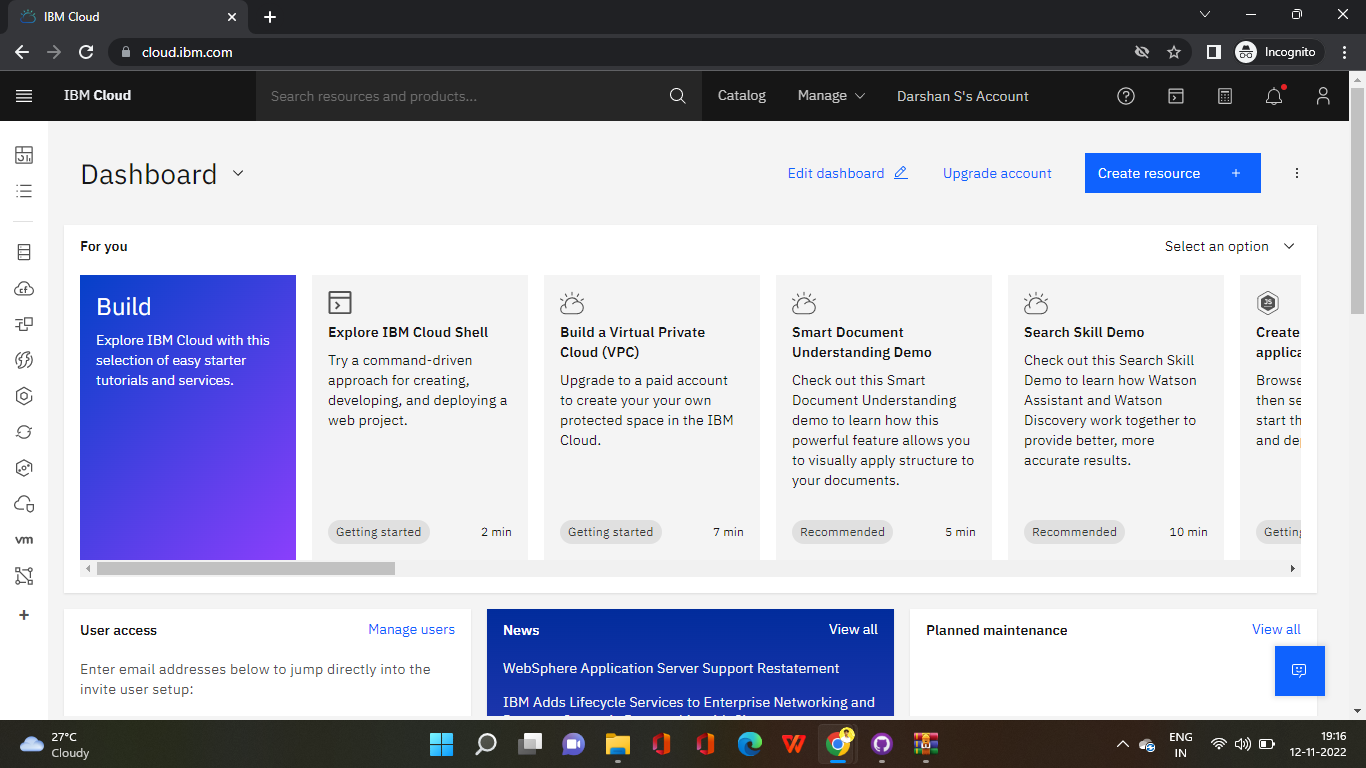 IBM Cloud
cloud.ibm.com
Incognito
IBM Cloud
Search resources and products...
Catalog
Manage
Darshan S's Account
Dashboard
Edit dashboard
Upgrade account
Create resource +
For you
Select an option
Build
Explore IBM Cloud with this
selection of easy starter
tutorials and services.
Explore IBM Cloud Shell
Try a command-driven
approach for creating,
developing, and deploying a
web project.
Getting started
2 min
Build a Virtual Private
Cloud (VPC)
Upgrade to a paid account
to create your your own
protected space in the IBM
Cloud.
Getting started
7 min
Smart Document
Understanding Demo
Check out this Smart
Document Understanding
demo to learn how this
powerful feature allows you
to visually apply structure to
your documents.
Recommended
5 min
Search Skill Demo
Check out this Search Skill
Demo to learn how Watson
Assistant and Watson
Discovery work together to
provide better, more
accurate results.
Recommended
10 min
JS
Create
applica
Browse
then se
start th
and de
Getting
cf
vm
User access
Manage users
Enter email addresses below to jump directly into the
invite user setup:
News
View all
WebSphere Application Server Support Restatement
IBM Adds Lifecycle Services to Enterprise Networking and
Planned maintenance
View all
27°C
Cloudy
ENG
IN
19:16
12-11-2022